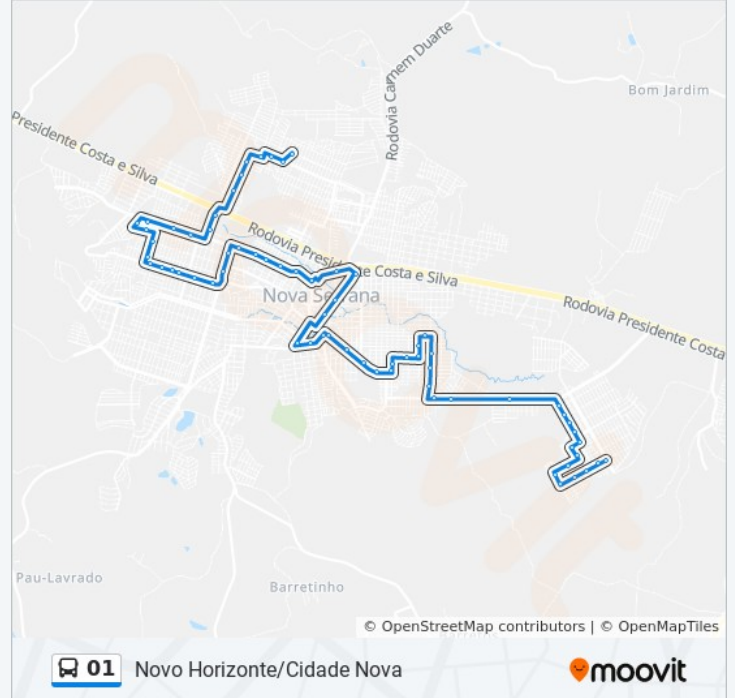 Rodovia Carmem Duarte
Bom Jardim
Presidente Costa e Silva
Rodovia Presidente Costa e Silva
Nova Serrana
Rodovia Presidente Costa
Pau-Lavrado
Barretinho
© OpenStreetMap contributors | © OpenMapTiles
01 Novo Horizonte/Cidade Nova
moovit